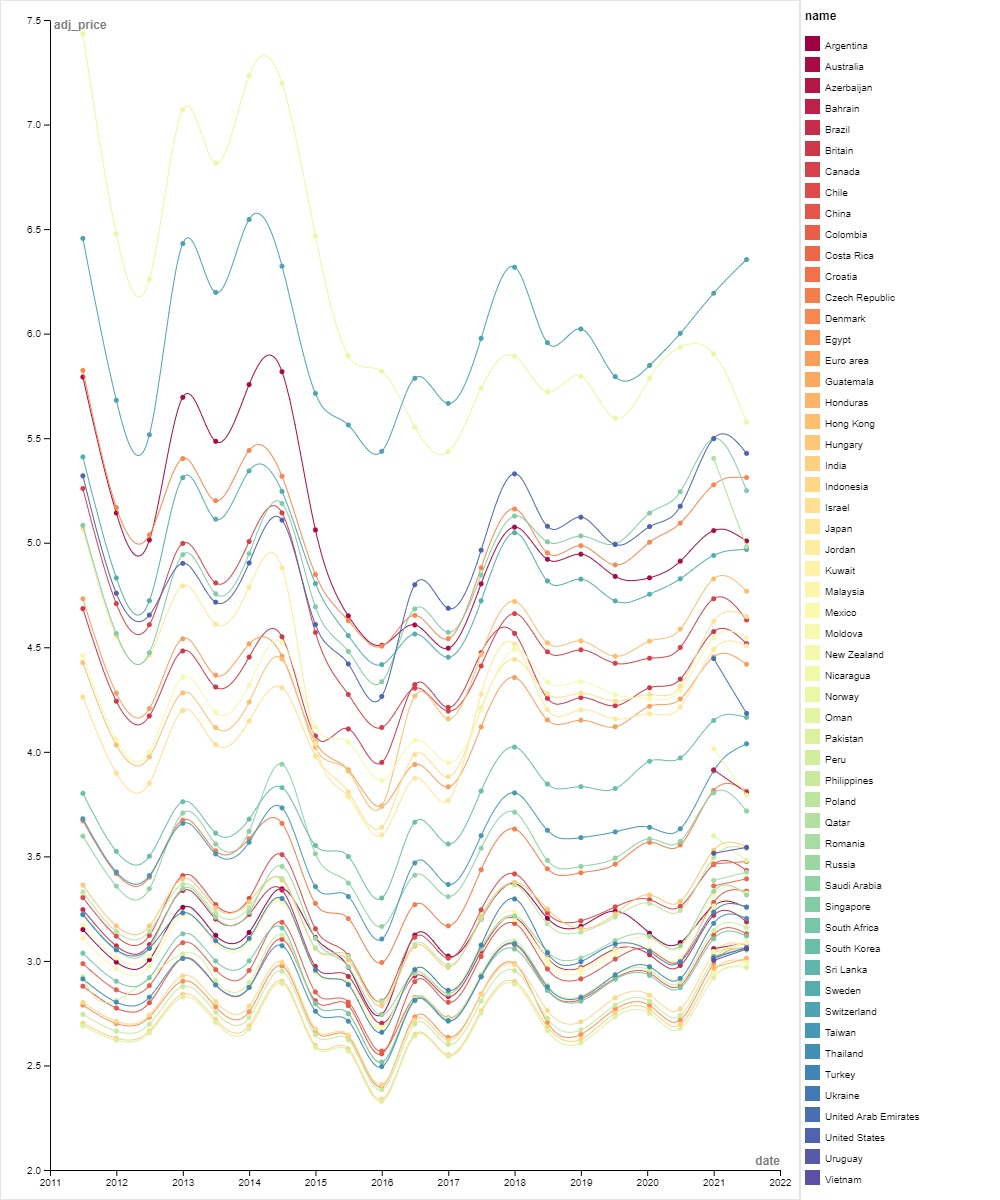 adj_price
7.5
7.0
6.5
6.0
5.5
5.0
4.5
4.0
3.5
3.0
2.5
2.0
date
2011 2012 2013 2014 2015 2016 2017 2018 2019 2020 2021 2022
name
Argentina
Australia
Azerbaijan
Bahrain
Brazil
Britain
Canada
Chile
China
Colombia
Costa Rica
Croatia
Czech Republic
Denmark
Egypt
Euro area
Guatemala
Honduras
Hong Kong
Hungary
India
Indonesia
Israel
Japan
Jordan
Kuwait
Malaysia
Mexico
Moldova
New Zealand
Nicaragua
Norway
Oman
Pakistan
Peru
Philippines
Poland
Qatar
Romania
Russia
Saudi Arabia
Singapore
South Africa
South Korea
Sri Lanka
Sweden
Switzerland
Taiwan
Thailand
Turkey
Ukraine
United Arab Emirates
United States
Uruguay
Vietnam